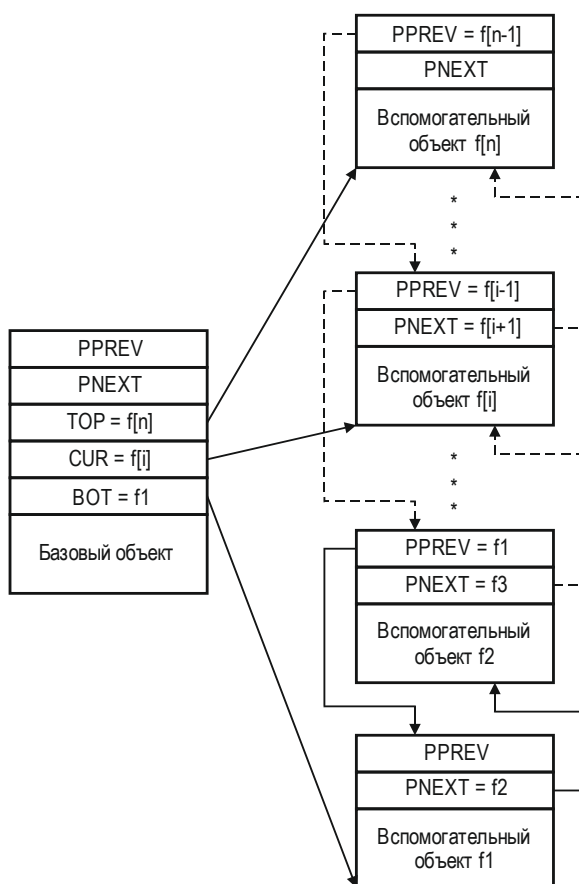 PPREV = f[n-1]
PNEXT
Вспомогательный
объект f[n]
*
*
*
PPREV = f[i-1]
PNEXT = f[i+1]
Вспомогательный
объект f[i]
*
*
*
PPREV
PNEXT
TOP = f[n]
CUR = f[i]
BOT = f1
Базовый объект
PPREV = f1
PNEXT = f3
Вспомогательный
объект f2
PPREV
PNEXT = f2
Вспомогательный
объект f1